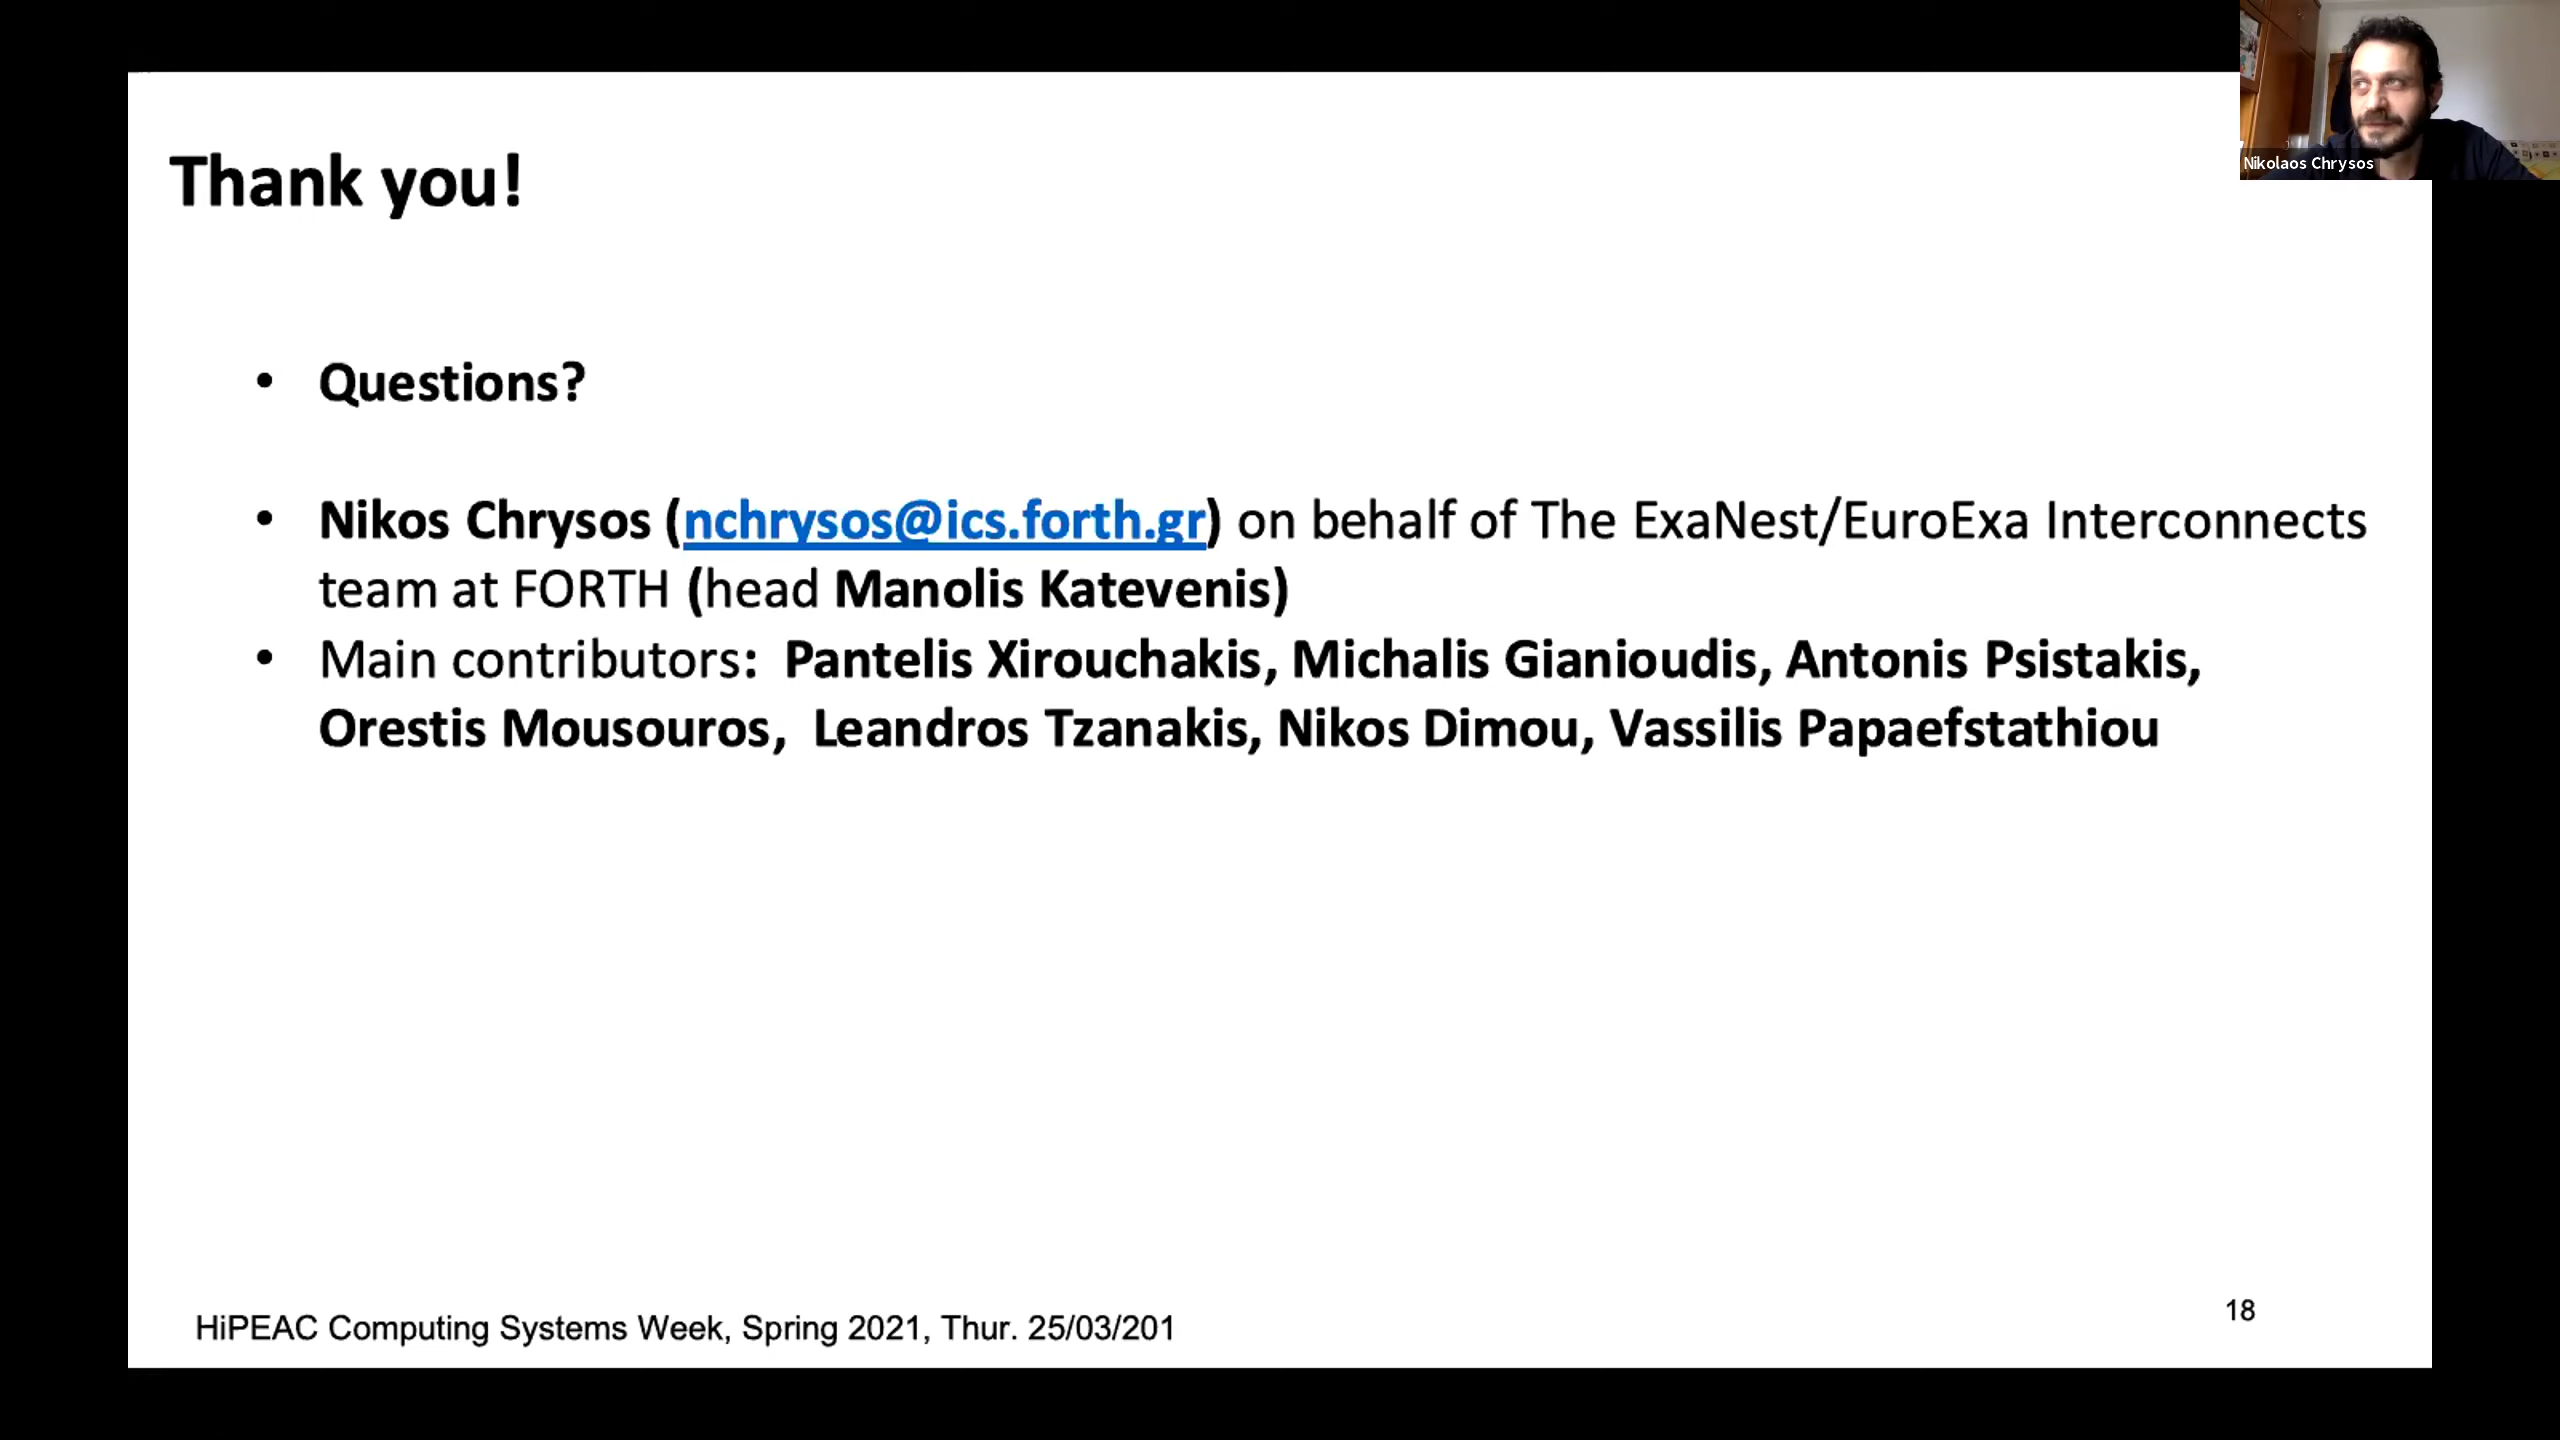 Nikolaos Chrysos
Thank you!
• Questions?
• Nikos Chrysos (nchrysos@ics.forth.gr) on behalf of The ExaNest/EuroExa Interconnects
team at FORTH (head Manolis Katevenis)
• Main contributors: Pantelis Xirouchakis, Michalis Gianioudis, Antonis Psistakis,
Orestis Mousouros, Leandros Tzanakis, Nikos Dimou, Vassilis Papaefstathiou
HiPEAC Computing Systems Week, Spring 2021, Thur. 25/03/201
18